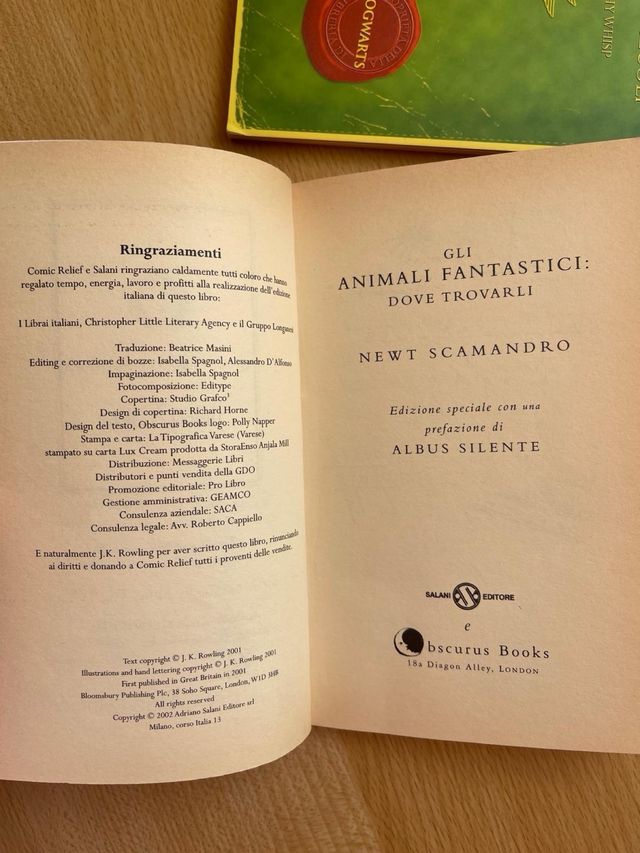 HOGWARTS
HY WHISP
Ringraziamenti
Comic Relief e Salani ringraziano caldamente tutti coloro che hanno
regalato tempo, energia, lavoro e profitti alla realizzazione dell'edizione
italiana di questo libro:
I Librai italiani, Christopher Little Literary Agency e il Gruppo Longanesi
Traduzione: Beatrice Masini
Editing e correzione di bozze: Isabella Spagnol, Alessandro D'Alfonso
Impaginazione: Isabella Spagnol
Fotocomposizione: Editype
Copertina: Studio Grafco³
Design di copertina: Richard Horne
Design del testo, Obscurus Books logo: Polly Napper
Stampa e carta: La Tipografica Varese (Varese)
stampato su carta Lux Cream prodotta da StoraEnso Anjala Mill
Distribuzione: Messaggerie Libri
Distributori e punti vendita della GDO
Promozione editoriale: Pro Libro
Gestione amministrativa: GEAMCO
Consulenza aziendale: SACA
Consulenza legale: Avv. Roberto Cappiello
E naturalmente J.K. Rowling per aver scritto questo libro, rinunciando
ai diritti e donando a Comic Relief tutti i proventi delle vendite.
Text copyright © J. K. Rowling 2001
Illustrations and hand lettering copyright © J. K. Rowling 2001
First published in Great Britain in 2001
Bloomsbury Publishing Plc, 38 Soho Square, London, W1D 3HB
All rights reserved
Copyright © 2002 Adriano Salani Editore srl
Milano, corso Italia 13
GLI
ANIMALI FANTASTICI:
DOVE TROVARLI
NEWT SCAMANDRO
Edizione speciale con una
prefazione di
ALBUS SILENTE
SALANI EDITORE
e
Obscurus Books
18a Diagon Alley, LONDON